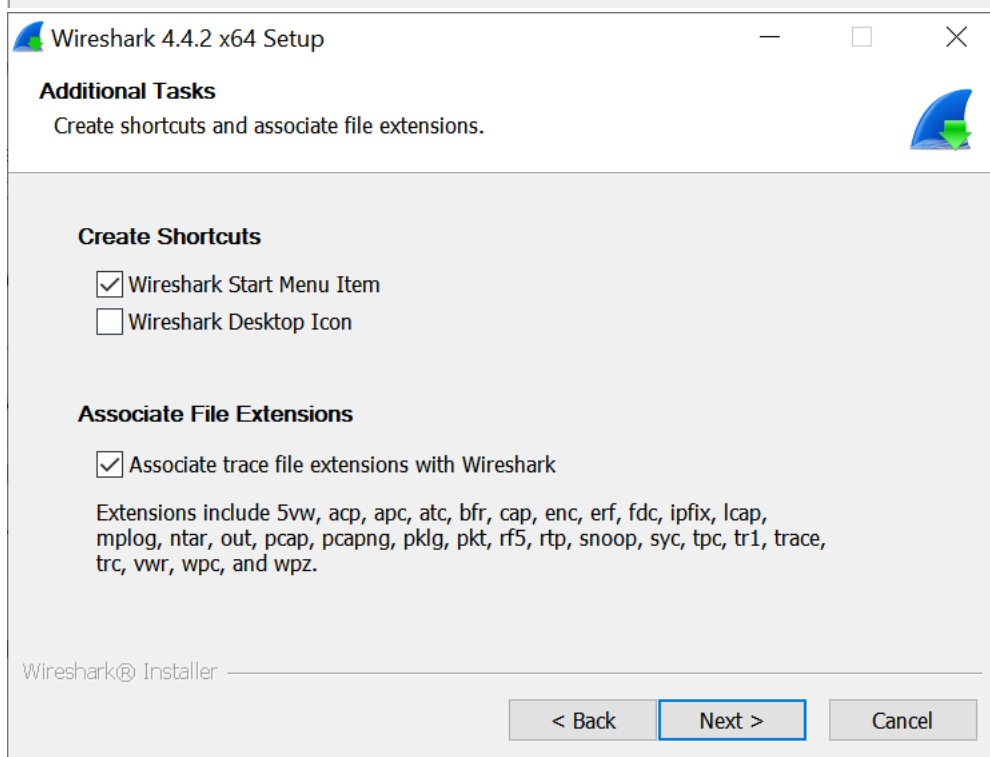 Wireshark 4.4.2 x64 Setup
Additional Tasks
Create shortcuts and associate file extensions.
Create Shortcuts
Wireshark Start Menu Item
Wireshark Desktop Icon
Associate File Extensions
Associate trace file extensions with Wireshark
Extensions include 5vw, acp, apc, atc, bfr, cap, enc, erf, fdc, ipfix, lcap,
mplog, ntar, out, pcap, pcapng, pklg, pkt, rf5, rtp, snoop, syc, tpc, tr1, trace,
trc, vwr, wpc, and wpz.
Wireshark® Installer
< Back Next > Cancel